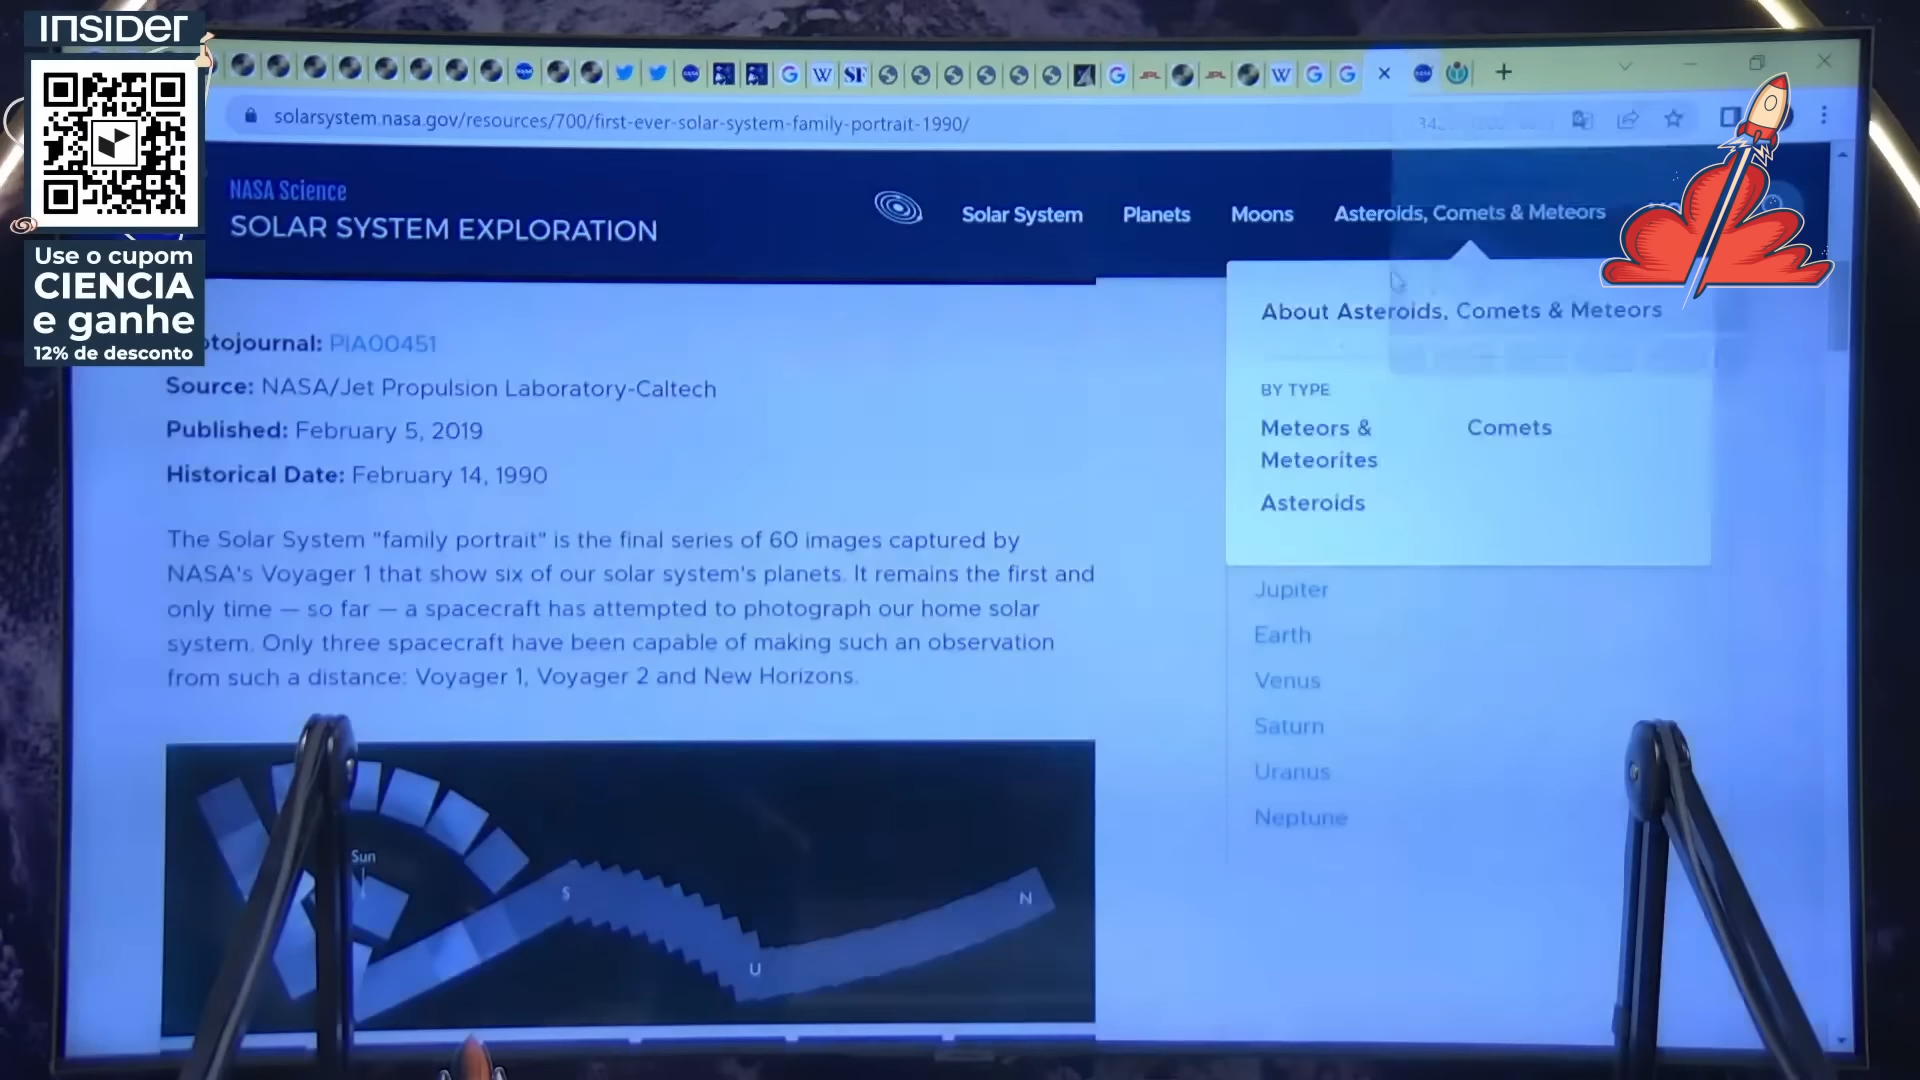 INSIDER
Use o cupom
CIENCIA
e ganhe
12% de desconto
solarsystem.nasa.gov/resources/700/first-ever-solar-system-family-portrait-1990/
NASA Science
SOLAR SYSTEM EXPLORATION
Solar System
Planets
Moons
Asteroids, Comets & Meteors
About Asteroids, Comets & Meteors
BY TYPE
Meteors &
Meteorites
Comets
Asteroids
Jupiter
Earth
Venus
Saturn
Uranus
Neptune
tojournal: PIA00451
Source: NASA/Jet Propulsion Laboratory-Caltech
Published: February 5, 2019
Historical Date: February 14, 1990
The Solar System "family portrait" is the final series of 60 images captured by
NASA's Voyager 1 that show six of our solar system's planets. It remains the first and
only time — so far — a spacecraft has attempted to photograph our home solar
system. Only three spacecraft have been capable of making such an observation
from such a distance: Voyager 1, Voyager 2 and New Horizons.
Sun
S
U
N